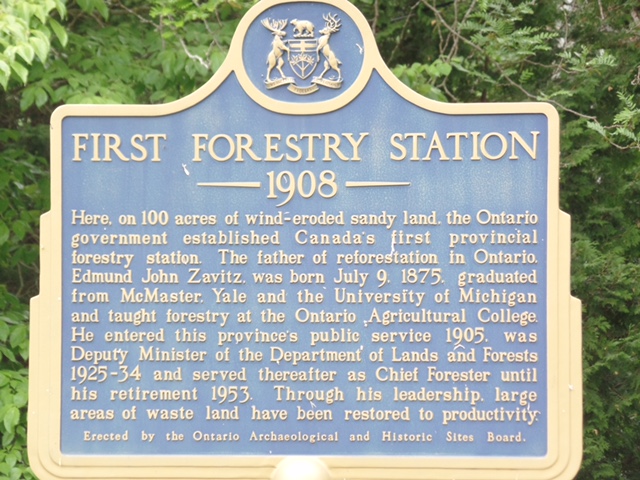 FIRST FORESTRY STATION
1908
Here, on 100 acres of wind-eroded sandy land, the Ontario
government established Canada's first provincial
forestry station. The father of reforestation in Ontario,
Edmund John Zavitz, was born July 9, 1875, graduated
from McMaster, Yale and the University of Michigan
and taught forestry at the Ontario Agricultural College.
He entered this province's public service 1905, was
Deputy Minister of the Department of Lands and Forests
1925-34 and served thereafter as Chief Forester until
his retirement 1953. Through his leadership, large
areas of waste land have been restored to productivity.
Erected by the Ontario Archaeological and Historic Sites Board.